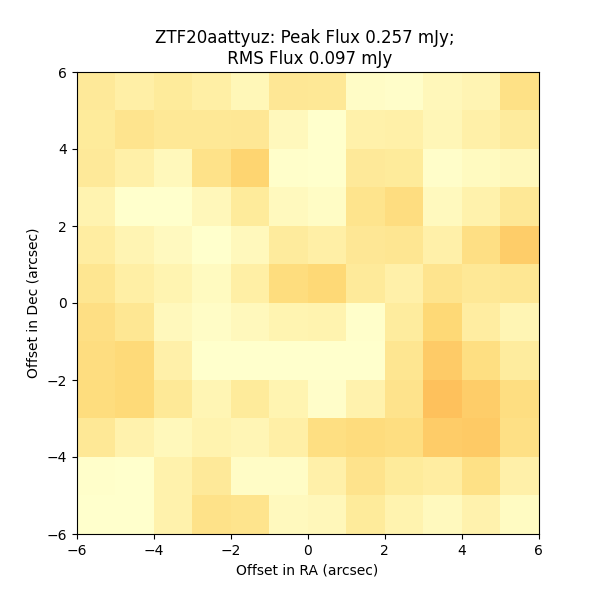 ZTF20aattyuz: Peak Flux 0.257 mJy;
RMS Flux 0.097 mJy
6
4
2
0
−2
−4
−6
Offset in Dec (arcsec)
−6 −4 −2 0 2 4 6
Offset in RA (arcsec)